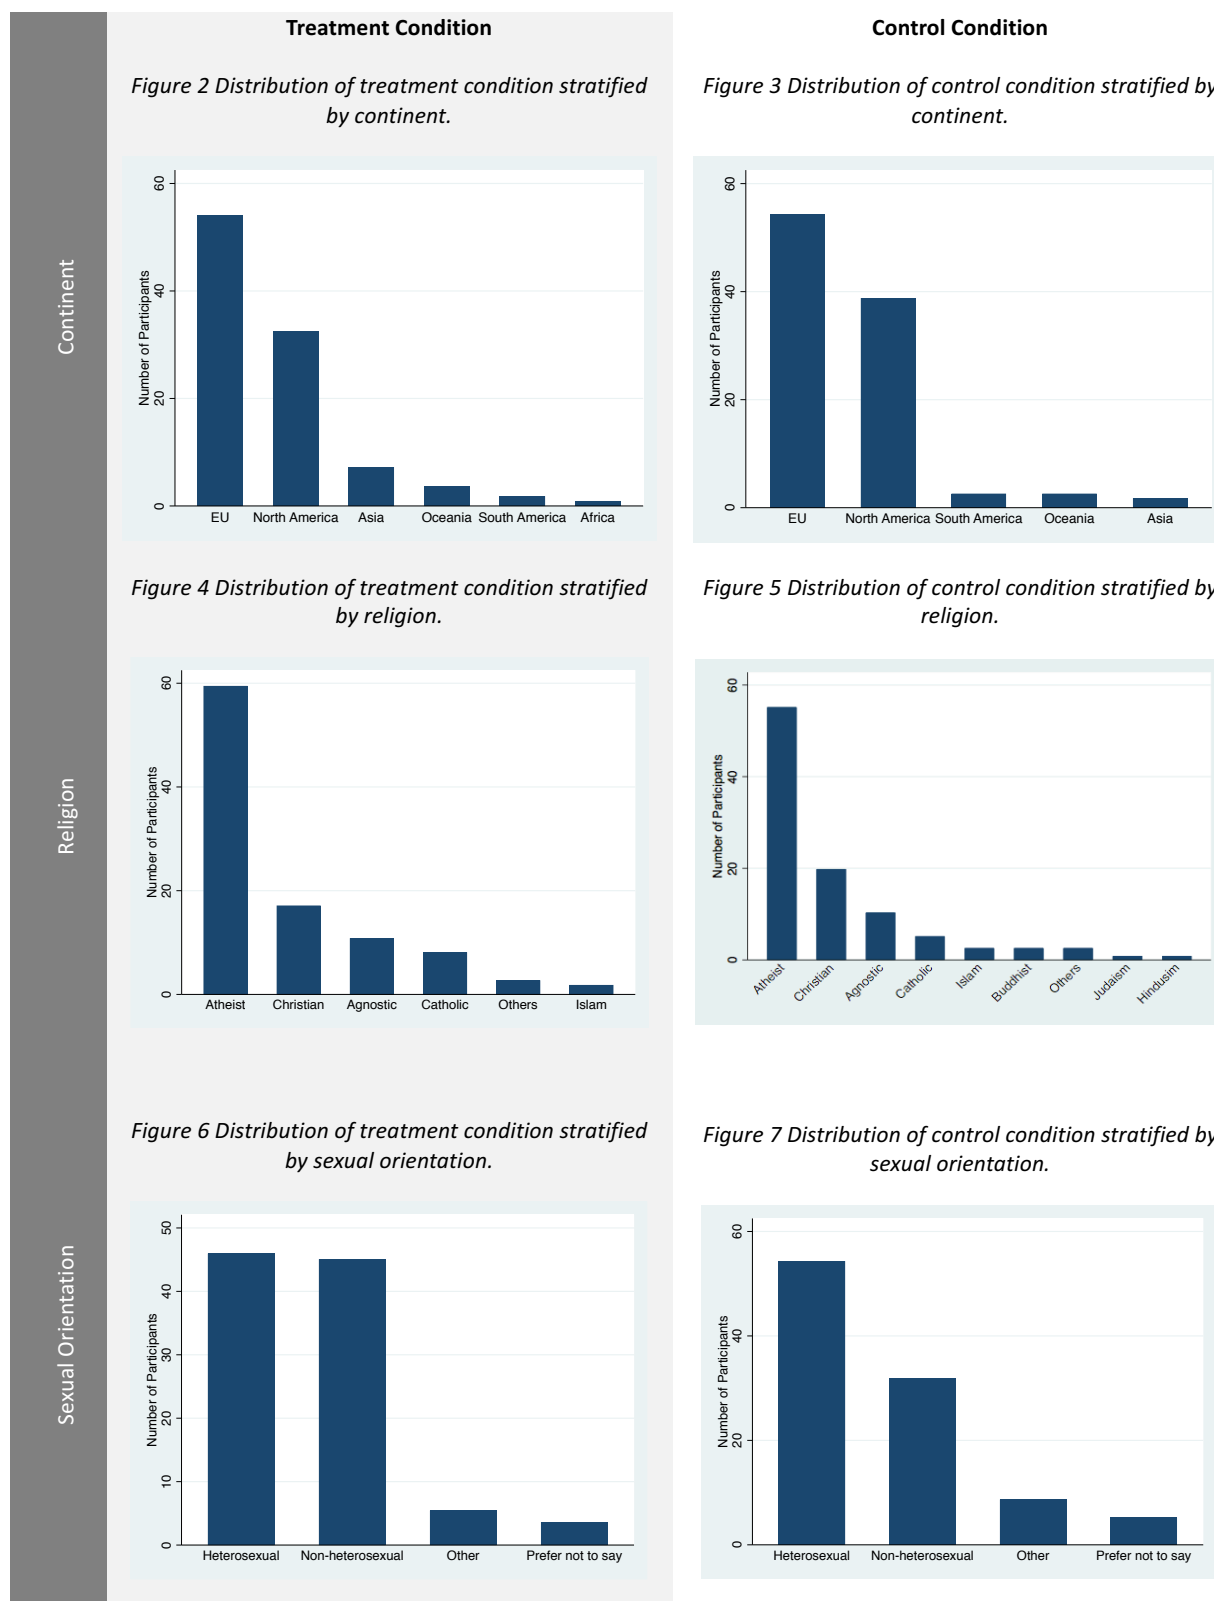 Treatment Condition
Control Condition
Continent
Figure 2 Distribution of treatment condition stratified
by continent.
Figure 3 Distribution of control condition stratified by
continent.
Number of Participants
60
40
20
0
EU North America Asia Oceania South America Africa
Number of Participants
60
40
20
0
EU North America South America Oceania Asia
Religion
Figure 4 Distribution of treatment condition stratified
by religion.
Figure 5 Distribution of control condition stratified by
religion.
Number of Participants
60
40
20
0
Atheist Christian Agnostic Catholic Others Islam
Number of Participants
60
40
20
0
Atheist Christian Agnostic Catholic Islam Buddhist Others Judaism Hindusim
Sexual Orientation
Figure 6 Distribution of treatment condition stratified
by sexual orientation.
Figure 7 Distribution of control condition stratified by
sexual orientation.
Number of Participants
50
40
30
20
10
0
Heterosexual Non-heterosexual Other Prefer not to say
Number of Participants
60
40
20
0
Heterosexual Non-heterosexual Other Prefer not to say